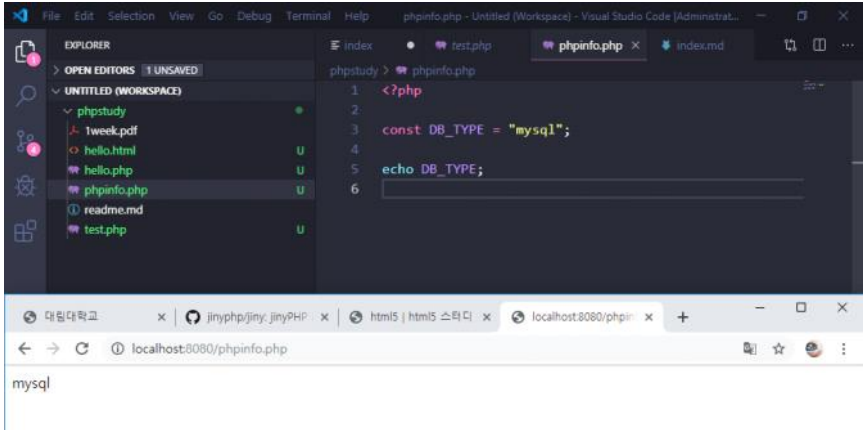 File Edit Selection View Go Debug Terminal Help phpinfo.php - Untitled (Workspace) - Visual Studio Code [Administrat...
EXPLORER
index test.php phpinfo.php index.md
OPEN EDITORS 1 UNSAVED
phpstudy > phpinfo.php
UNTITLED (WORKSPACE)
phpstudy
1week.pdf
hello.html U
hello.php U
phpinfo.php U
readme.md
test.php U
1 <?php
2
3 const DB_TYPE = "mysql";
4
5 echo DB_TYPE;
6
대림대학교 jinyphp/jiny: jinyPHP html5 | html5 스터디 localhost:8080/phpin
localhost:8080/phpinfo.php
mysql